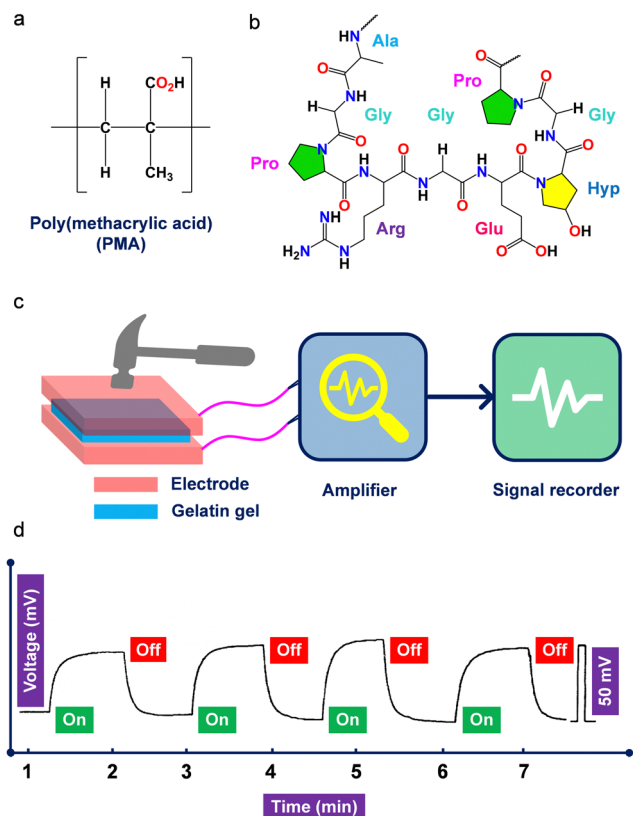 a
H
CO₂H
C
C
H
CH₃
Poly(methacrylic acid)
(PMA)
b
HN
Ala
O
NH
O
Pro
O
H
Gly
Gly
N
O
H
Gly
O
NH
Pro
N
H
N
O
H
H
N
O
O
N
Hyp
O
N
H
O
NH
Arg
O
Glu
OH
H₂N
N
H
O
OH
c
Electrode
Gelatin gel
Amplifier
Signal recorder
d
Voltage (mV)
On
Off
On
Off
On
Off
On
Off
50 mV
1
2
3
4
5
6
7
Time (min)